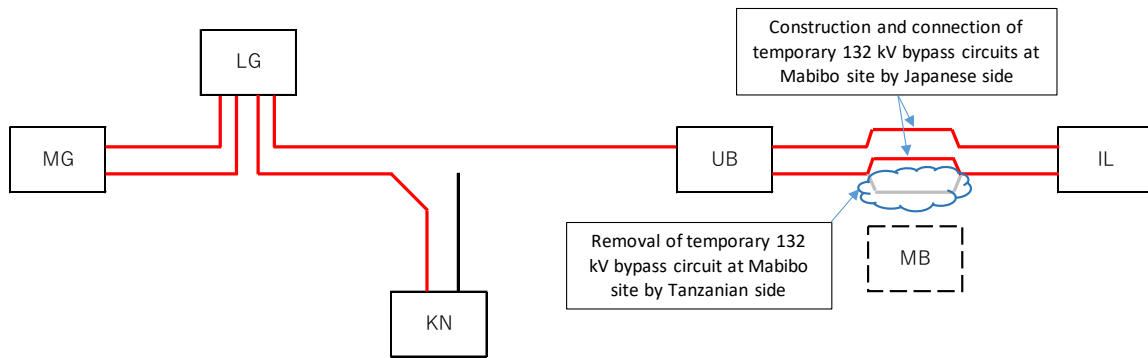 Construction and connection of
temporary 132 kV bypass circuits at
Mabibo site by Japanese side
LG
MG
UB
IL
Removal of temporary 132
kV bypass circuit at Mabibo
site by Tanzanian side
MB
KN